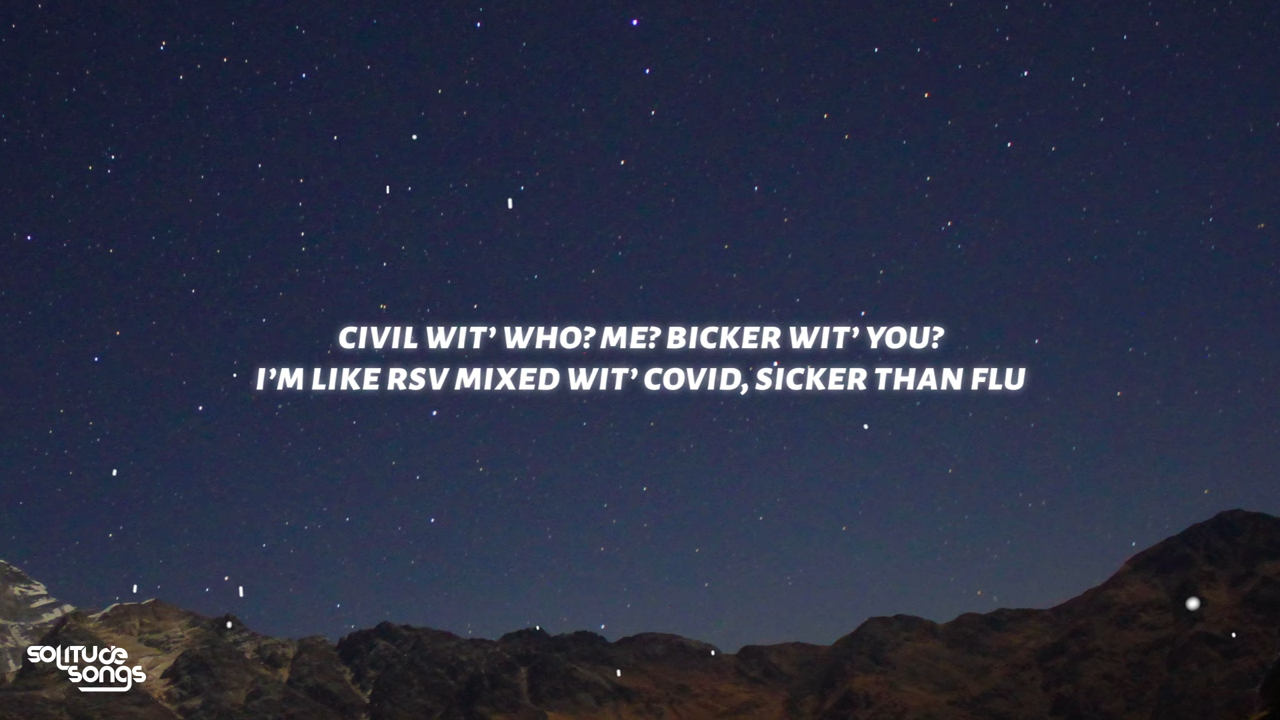 CIVIL WIT’ WHO? ME? BICKER WIT’ YOU?
I’M LIKE RSV MIXED WIT’ COVID, SICKER THAN FLU
solitude
songs